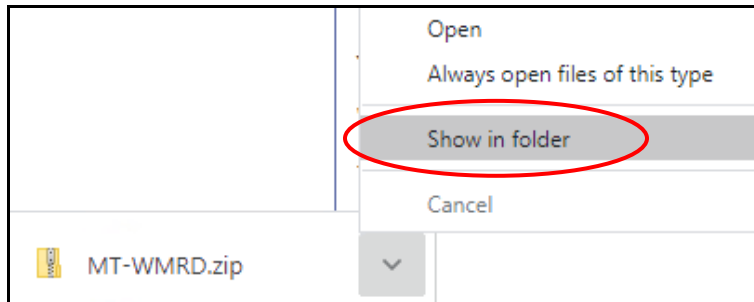 Open
Always open files of this type
Show in folder
Cancel
MT-WMRD.zip